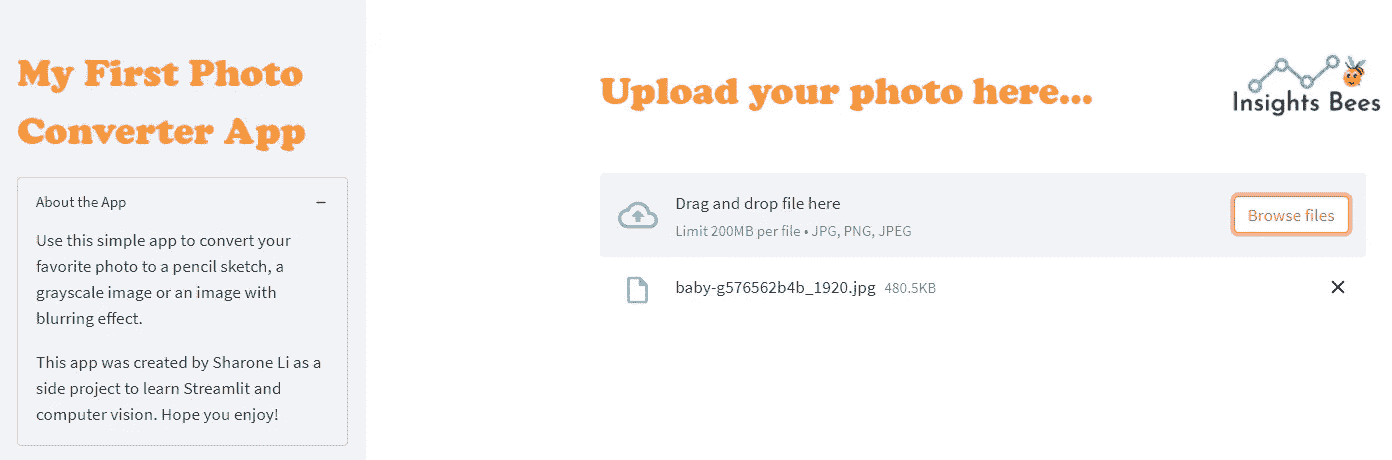 My First Photo
Converter App
About the App
Use this simple app to convert your
favorite photo to a pencil sketch, a
grayscale image or an image with
blurring effect.
This app was created by Sharone Li as a
side project to learn Streamlit and
computer vision. Hope you enjoy!
Upload your photo here...
Insights Bees
Drag and drop file here
Limit 200MB per file • JPG, PNG, JPEG
Browse files
baby-g576562b4b_1920.jpg 480.5KB